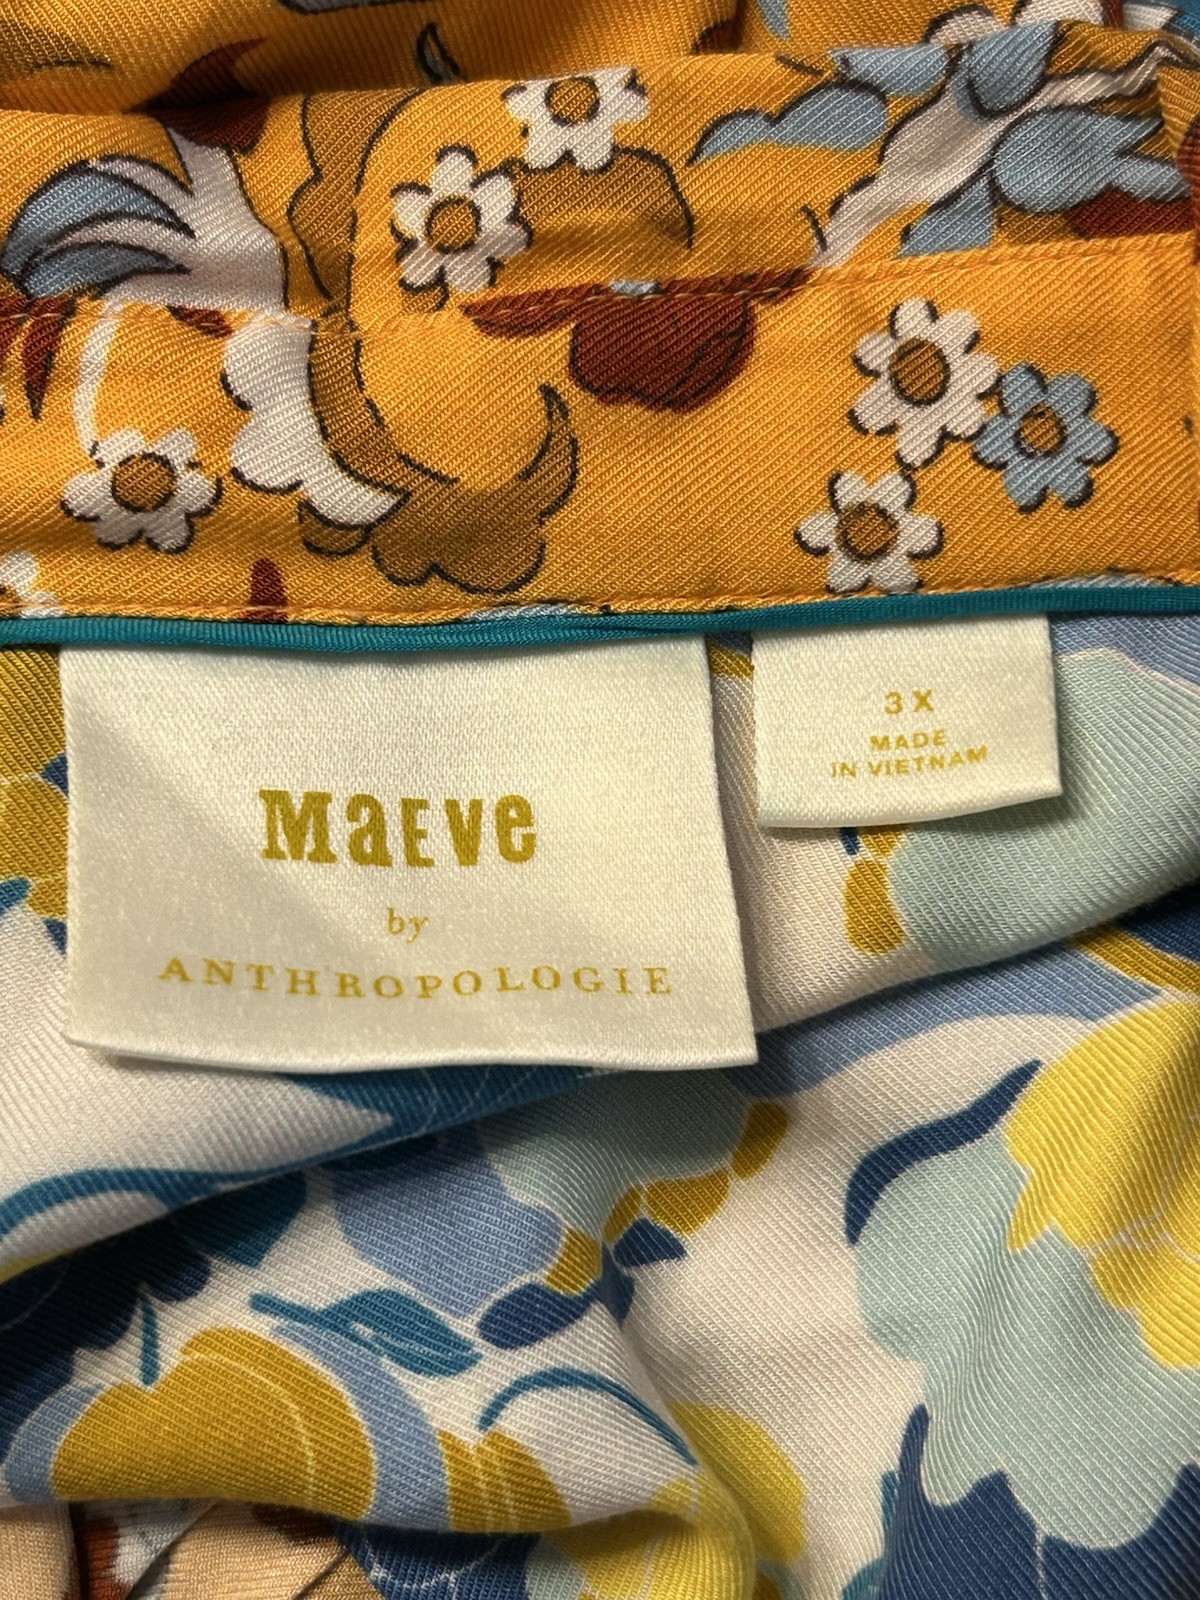 MaEve
by
ANTHROPOLOGIE
3X
MADE
IN VIETNAM